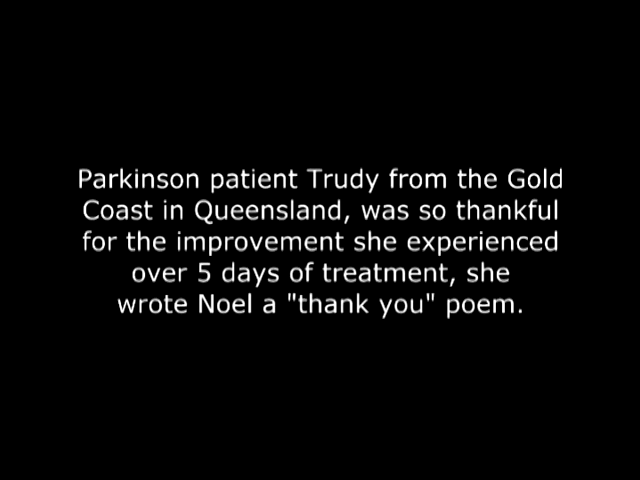 Parkinson patient Trudy from the Gold
Coast in Queensland, was so thankful
for the improvement she experienced
over 5 days of treatment, she
wrote Noel a "thank you" poem.